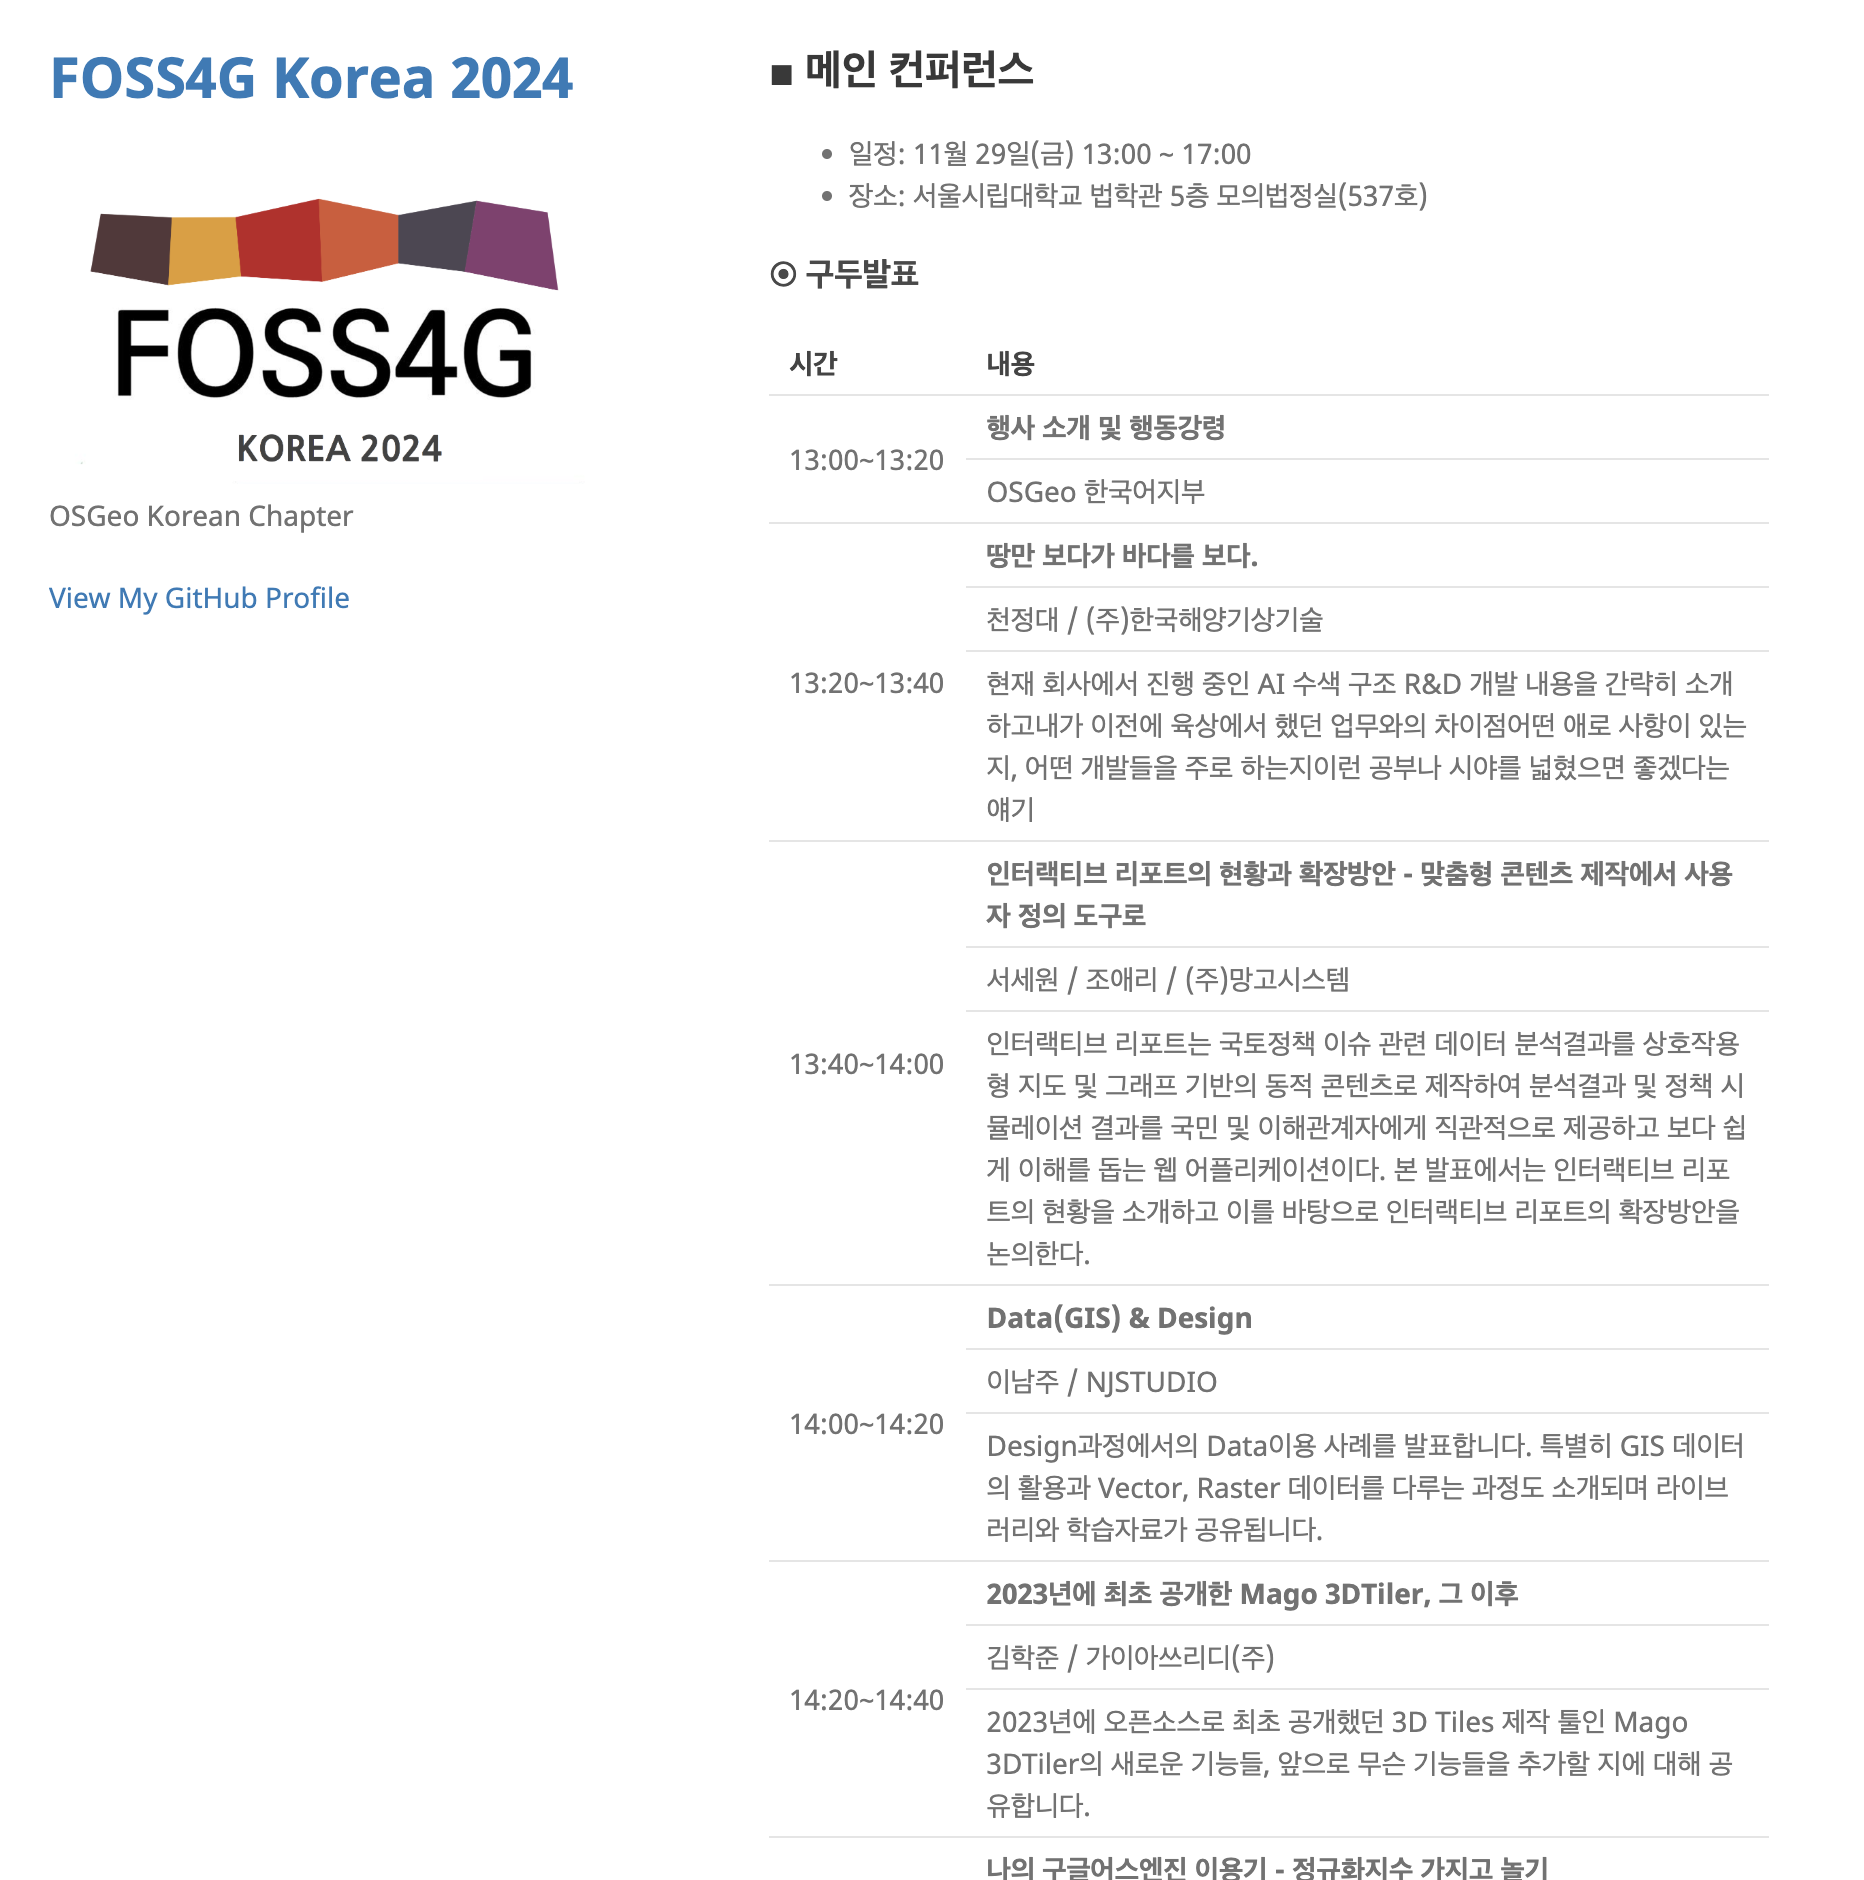 FOSS4G Korea 2024
FOSS4G
KOREA 2024
OSGeo Korean Chapter
View My GitHub Profile
■ 메인 컨퍼런스
• 일정: 11월 29일(금) 13:00 ~ 17:00
• 장소: 서울시립대학교 법학관 5층 모의법정실(537호)
⦿ 구두발표
시간 내용
13:00~13:20
행사 소개 및 행동강령
OSGeo 한국어지부
13:20~13:40
땅만 보다가 바다를 보다.
천정대 / (주)한국해양기상기술
현재 회사에서 진행 중인 AI 수색 구조 R&D 개발 내용을 간략히 소개
하고내가 이전에 육상에서 했던 업무와의 차이점어떤 애로 사항이 있는
지, 어떤 개발들을 주로 하는지이런 공부나 시야를 넓혔으면 좋겠다는
얘기
13:40~14:00
인터랙티브 리포트의 현황과 확장방안 - 맞춤형 콘텐츠 제작에서 사용
자 정의 도구로
서세원 / 조애리 / (주)망고시스템
인터랙티브 리포트는 국토정책 이슈 관련 데이터 분석결과를 상호작용
형 지도 및 그래프 기반의 동적 콘텐츠로 제작하여 분석결과 및 정책 시
뮬레이션 결과를 국민 및 이해관계자에게 직관적으로 제공하고 보다 쉽
게 이해를 돕는 웹 어플리케이션이다. 본 발표에서는 인터랙티브 리포
트의 현황을 소개하고 이를 바탕으로 인터랙티브 리포트의 확장방안을
논의한다.
14:00~14:20
Data(GIS) & Design
이남주 / NJSTUDIO
Design과정에서의 Data이용 사례를 발표합니다. 특별히 GIS 데이터
의 활용과 Vector, Raster 데이터를 다루는 과정도 소개되며 라이브
러리와 학습자료가 공유됩니다.
14:20~14:40
2023년에 최초 공개한 Mago 3DTiler, 그 이후
김학준 / 가이아쓰리디(주)
2023년에 오픈소스로 최초 공개했던 3D Tiles 제작 툴인 Mago
3DTiler의 새로운 기능들, 앞으로 무슨 기능들을 추가할 지에 대해 공
유합니다.
나의 구글어스엔진 이용기 - 정규화지수 가지고 놀기